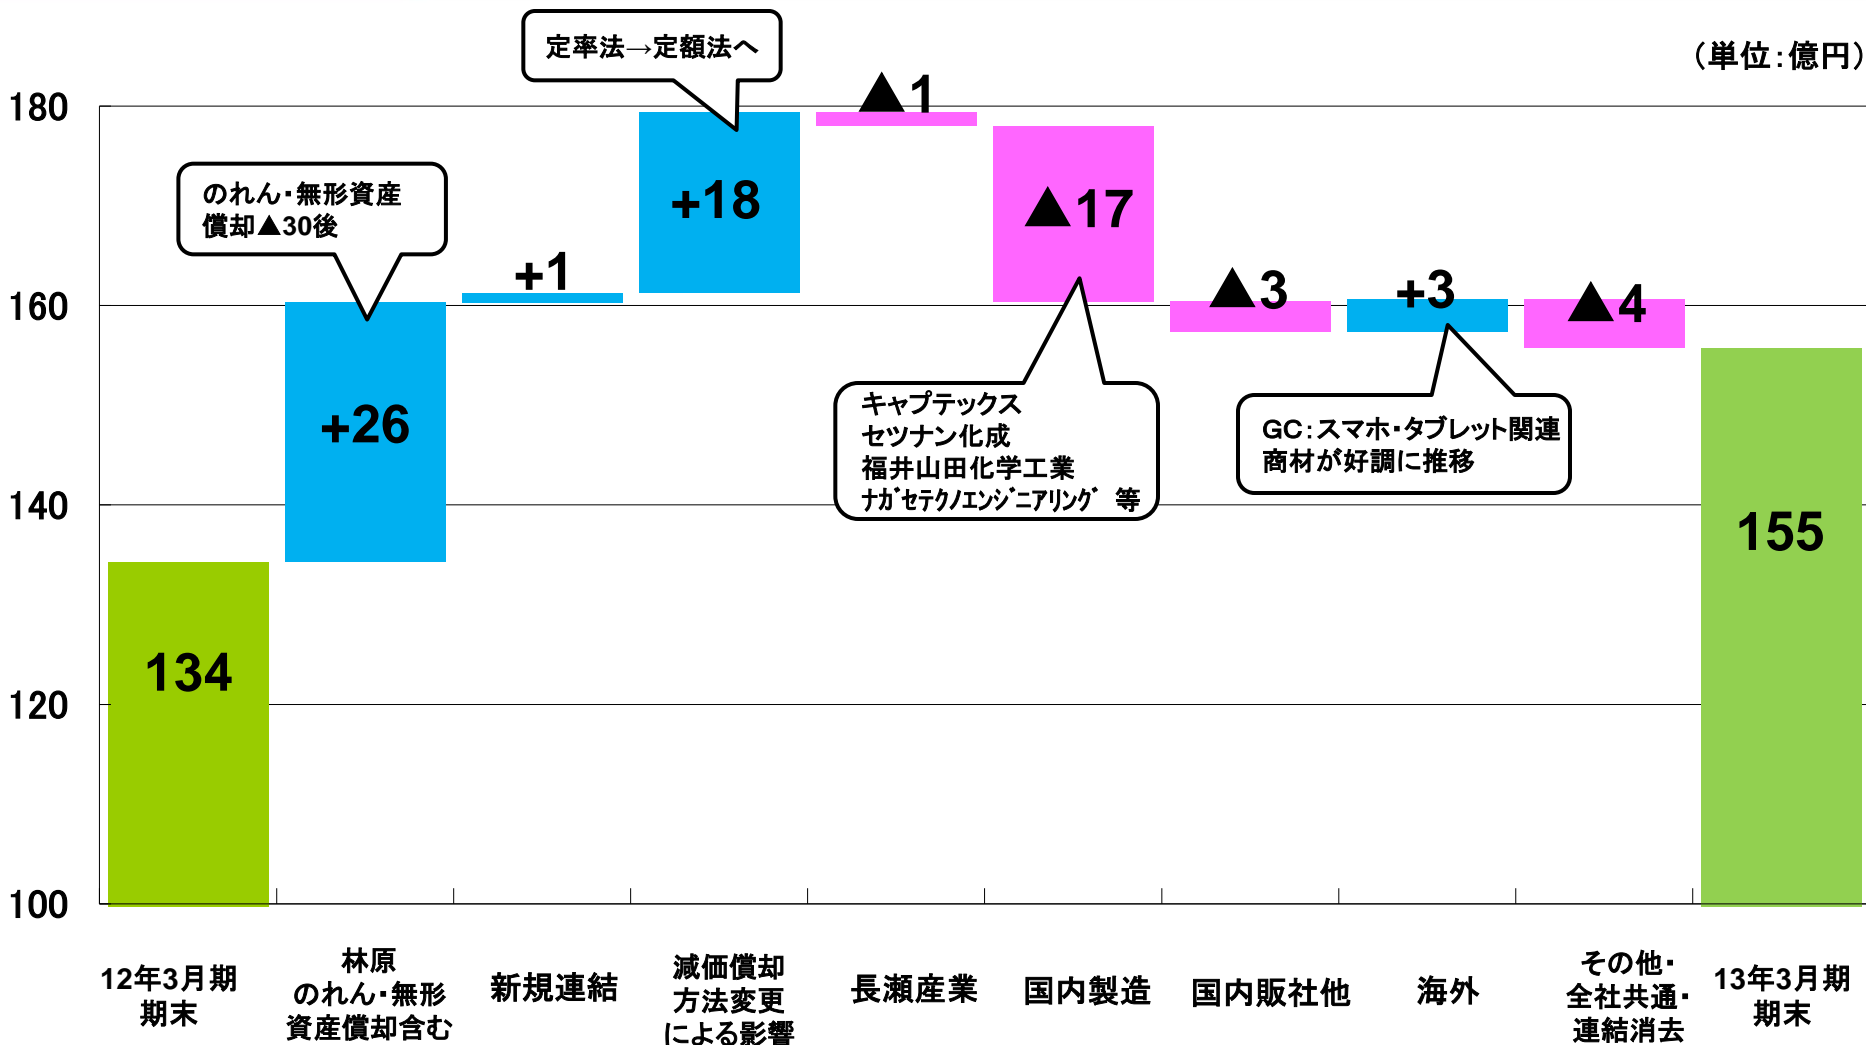 (単位:億円)
定率法→定額法へ
のれん・無形資産
償却▲30後
180
160
140
120
100
134
+26
+1
+18
▲1
▲17
▲3
+3
▲4
155
キャプテックス
セツナン化成
福井山田化学工業
ナガセテクノエンジニアリング 等
GC:スマホ・タブレット関連
商材が好調に推移
12年3月期
期末
林原
のれん・無形
資産償却含む
新規連結
減価償却
方法変更
による影響
長瀬産業
国内製造
国内販社他
海外
その他・
全社共通・
連結消去
13年3月期
期末